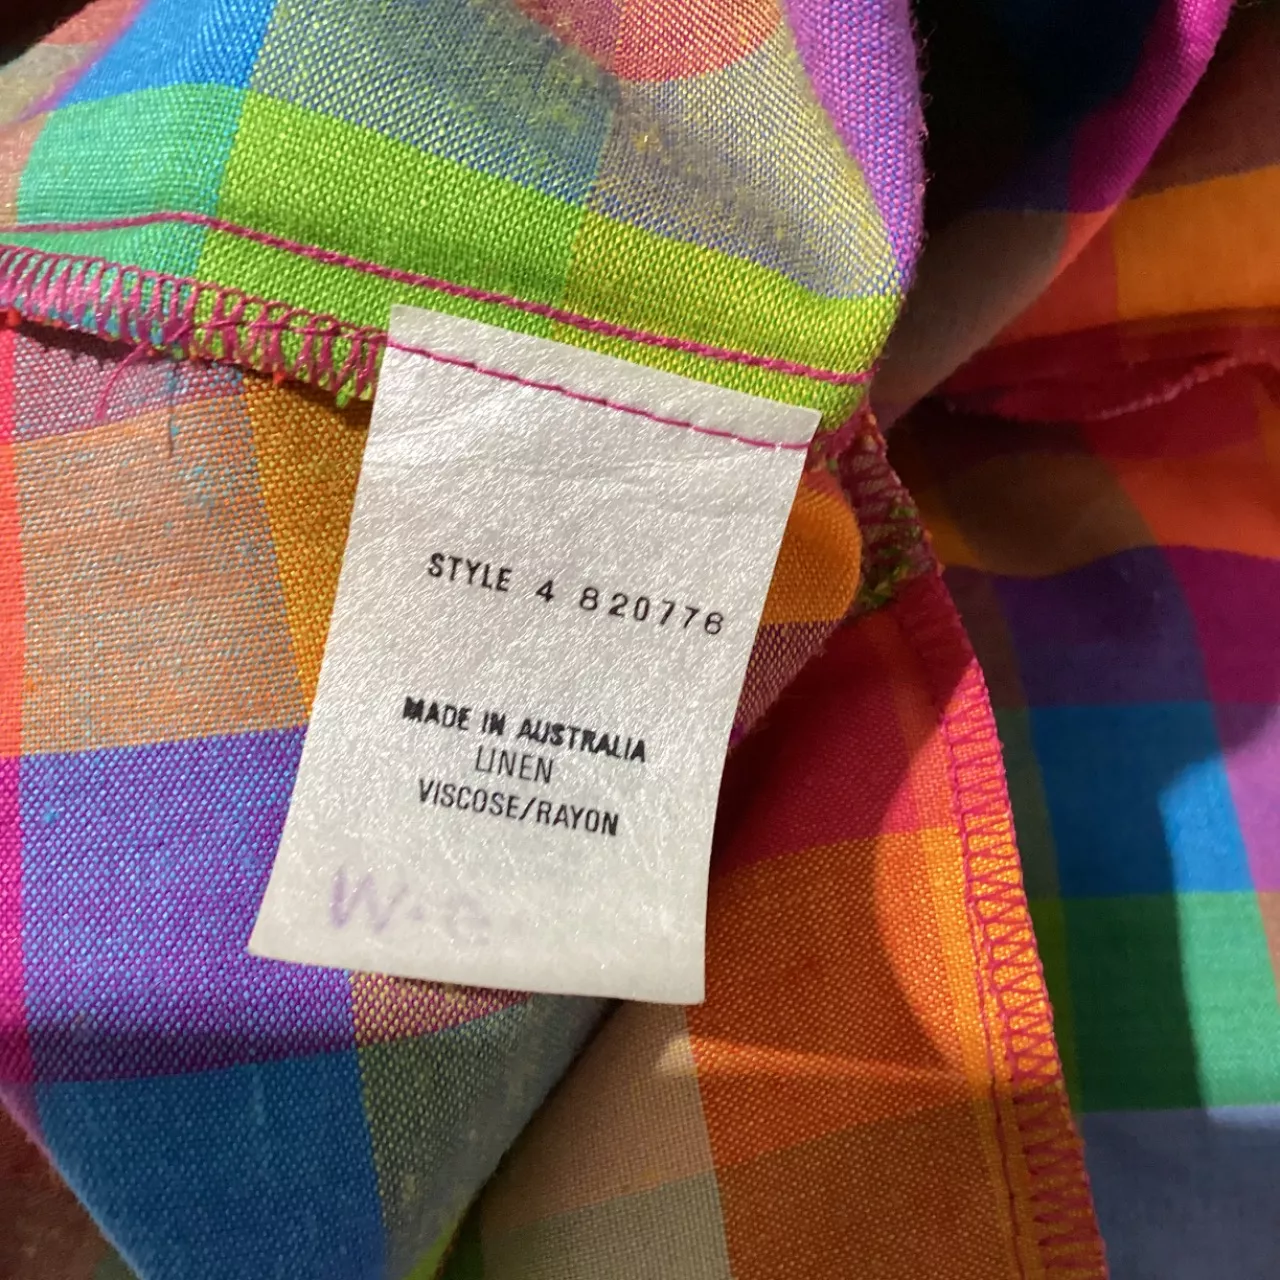 STYLE 4 820776
MADE IN AUSTRALIA
LINEN
VISCOSE/RAYON